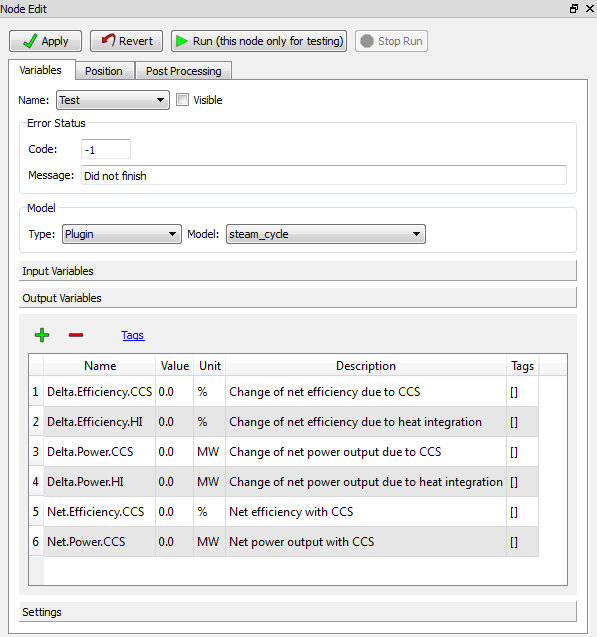 Node Edit
Apply Revert Run (this node only for testing) Stop Run
Variables Position Post Processing
Name: Test Visible
Error Status
Code: -1
Message: Did not finish
Model
Type: Plugin Model: steam_cycle
Input Variables
Output Variables
Tags
Name Value Unit Description Tags
1 Delta.Efficiency.CCS 0.0 % Change of net efficiency due to CCS []
2 Delta.Efficiency.HI 0.0 % Change of net efficiency due to heat integration []
3 Delta.Power.CCS 0.0 MW Change of net power output due to CCS []
4 Delta.Power.HI 0.0 MW Change of net power output due to heat integration []
5 Net.Efficiency.CCS 0.0 % Net efficiency with CCS []
6 Net.Power.CCS 0.0 MW Net power output with CCS []
Settings